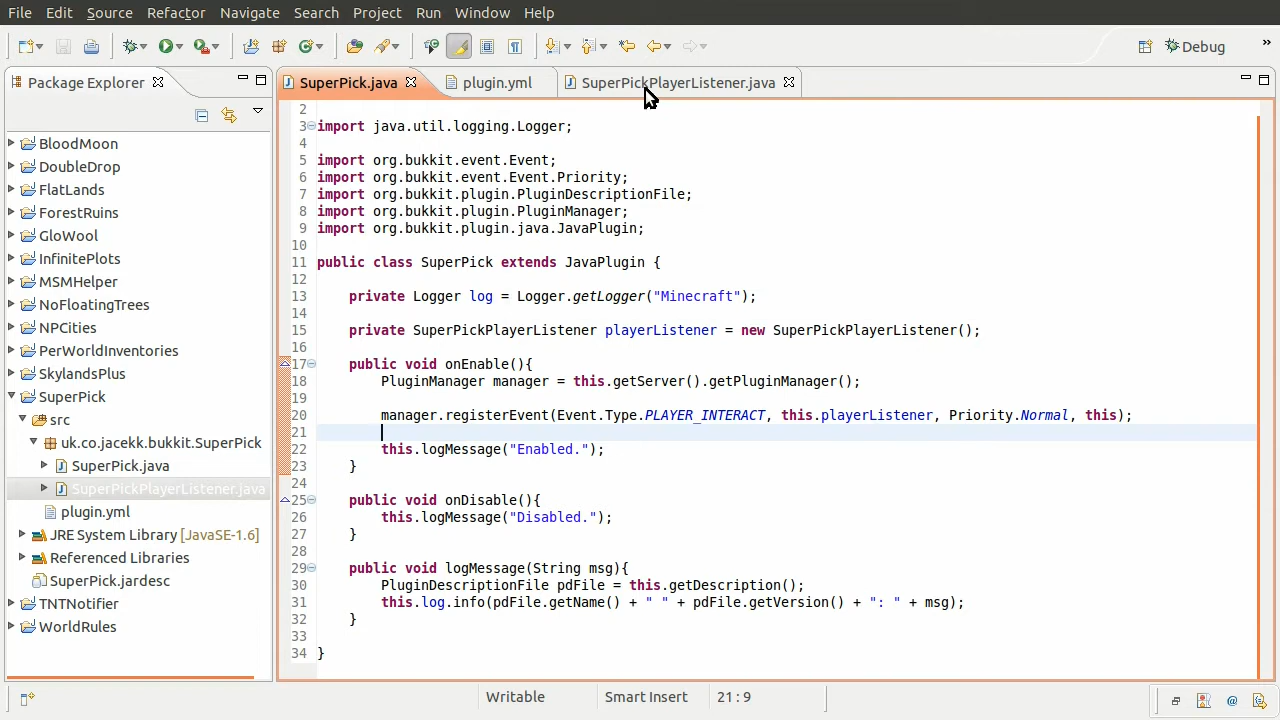 File Edit Source Refactor Navigate Search Project Run Window Help
Debug »
Package Explorer
SuperPick.java plugin.yml SuperPickPlayerListener.java
BloodMoon
DoubleDrop
FlatLands
ForestRuins
GloWool
InfinitePlots
MSMHelper
NoFloatingTrees
NPCities
PerWorldInventories
SkylandsPlus
SuperPick
src
uk.co.jacekk.bukkit.SuperPick
SuperPick.java
SuperPickPlayerListener.java
plugin.yml
JRE System Library [JavaSE-1.6]
Referenced Libraries
SuperPick.jardesc
TNTNotifier
WorldRules
2
3 import java.util.logging.Logger;
4
5 import org.bukkit.event.Event;
6 import org.bukkit.event.Event.Priority;
7 import org.bukkit.plugin.PluginDescriptionFile;
8 import org.bukkit.plugin.PluginManager;
9 import org.bukkit.plugin.java.JavaPlugin;
10
11 public class SuperPick extends JavaPlugin {
12
13 private Logger log = Logger.getLogger("Minecraft");
14
15 private SuperPickPlayerListener playerListener = new SuperPickPlayerListener();
16
17 public void onEnable(){
18 PluginManager manager = this.getServer().getPluginManager();
19
20 manager.registerEvent(Event.Type.PLAYER_INTERACT, this.playerListener, Priority.Normal, this);
21
22 this.logMessage("Enabled.");
23 }
24
25 public void onDisable(){
26 this.logMessage("Disabled.");
27 }
28
29 public void logMessage(String msg){
30 PluginDescriptionFile pdFile = this.getDescription();
31 this.log.info(pdFile.getName() + " " + pdFile.getVersion() + ": " + msg);
32 }
33
34 }
Writable Smart Insert 21 : 9